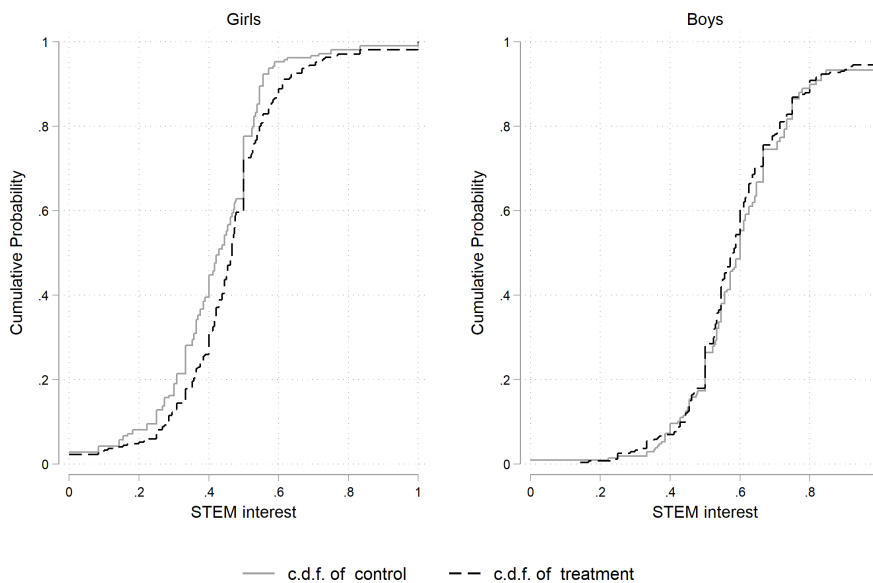 Girls
Boys
Cumulative Probability
1
.8
.6
.4
.2
0
0 .2 .4 .6 .8 1
STEM interest
Cumulative Probability
1
.8
.6
.4
.2
0
0 .2 .4 .6 .8
STEM interest
c.d.f. of control
c.d.f. of treatment